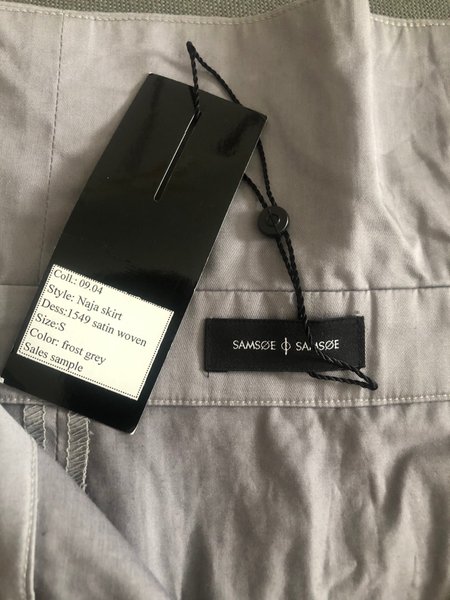 Coll.: 09.04
Style: Naja skirt
Dess:1549 satin woven
Size:S
Color: frost grey
Sales sample
SAMSØE ϕ SAMSØE